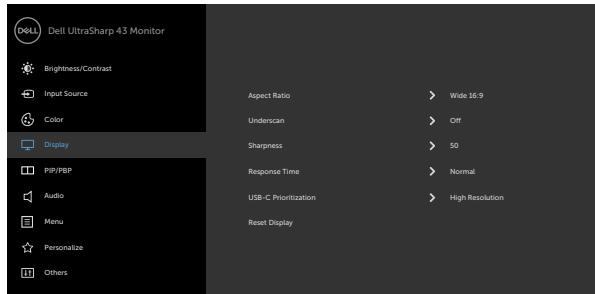 DELL Dell UltraSharp 43 Monitor
Brightness/Contrast
Input Source
Color
Display
PIP/PBP
Audio
Menu
Personalize
Others
Aspect Ratio Wide 16:9
Underscan Off
Sharpness 50
Response Time Normal
USB-C Prioritization High Resolution
Reset Display